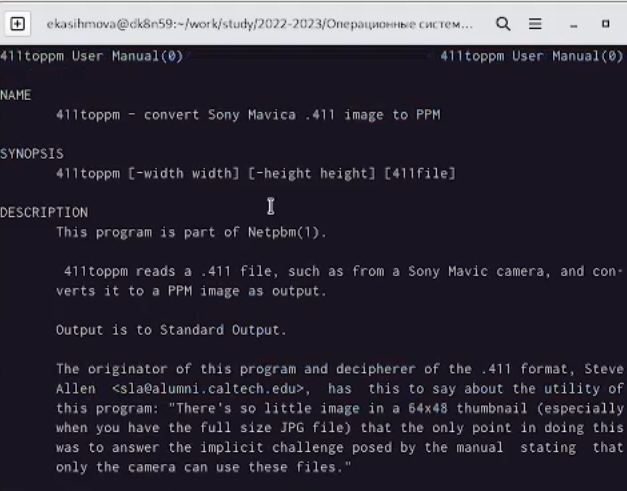 ekasihmova@dk8n59:~/work/study/2022-2023/Операционные систем...
411toppm User Manual(0) 411toppm User Manual(0)
NAME
411toppm - convert Sony Mavica .411 image to PPM
SYNOPSIS
411toppm [-width width] [-height height] [411file]
DESCRIPTION
This program is part of Netpbm(1).
411toppm reads a .411 file, such as from a Sony Mavic camera, and con-
verts it to a PPM image as output.
Output is to Standard Output.
The originator of this program and decipherer of the .411 format, Steve
Allen <sla@alumni.caltech.edu>, has this to say about the utility of
this program: "There's so little image in a 64x48 thumbnail (especially
when you have the full size JPG file) that the only point in doing this
was to answer the implicit challenge posed by the manual stating that
only the camera can use these files."